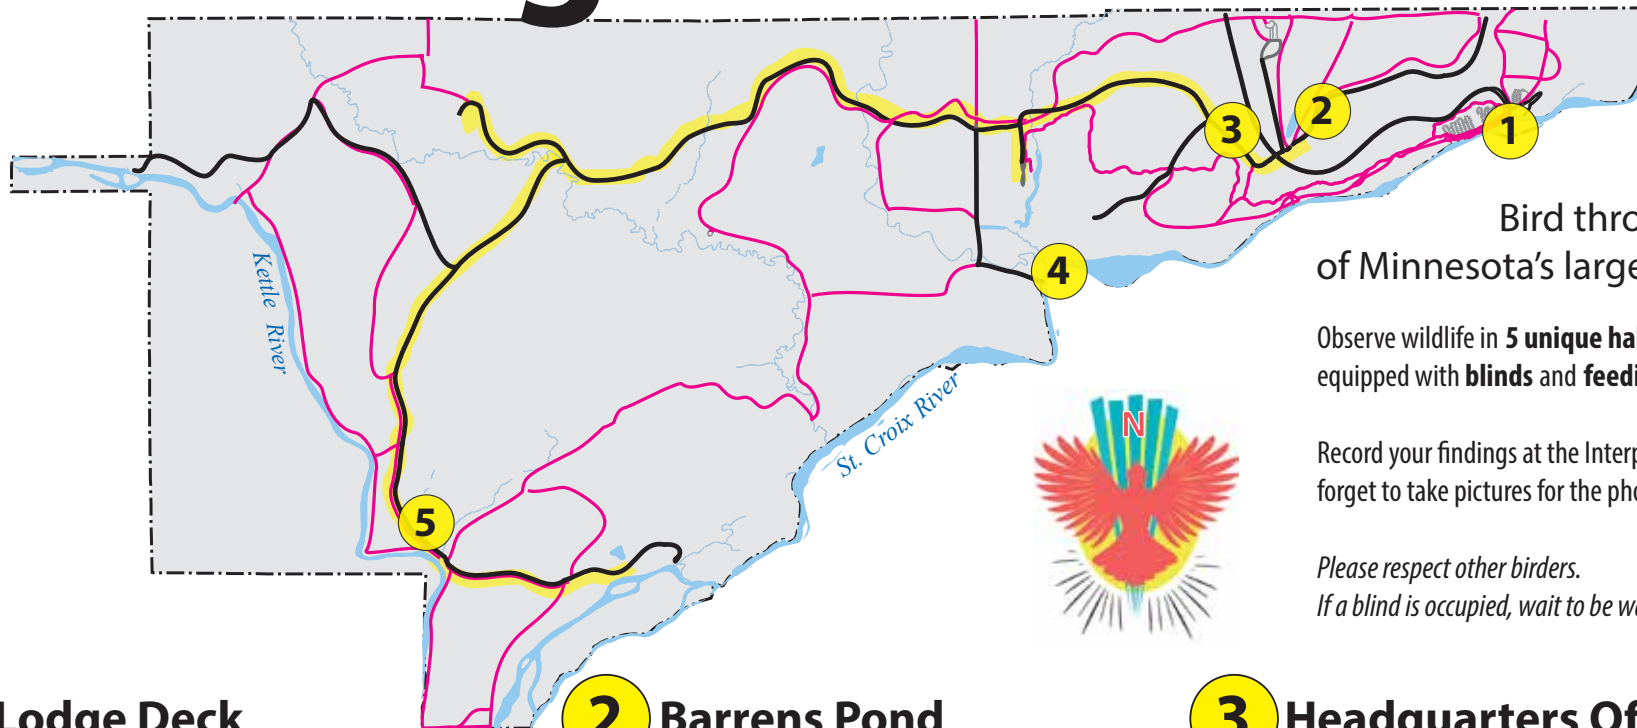 3
2
1
4
5
Kettle River
St. Croix River
N
Bird thro
of Minnesota's large
Observe wildlife in 5 unique ha
equipped with blinds and feedi
Record your findings at the Interp
forget to take pictures for the pho
Please respect other birders.
If a blind is occupied, wait to be wa
Lodge Deck
2 Barrens Pond
3 Headquarters Of